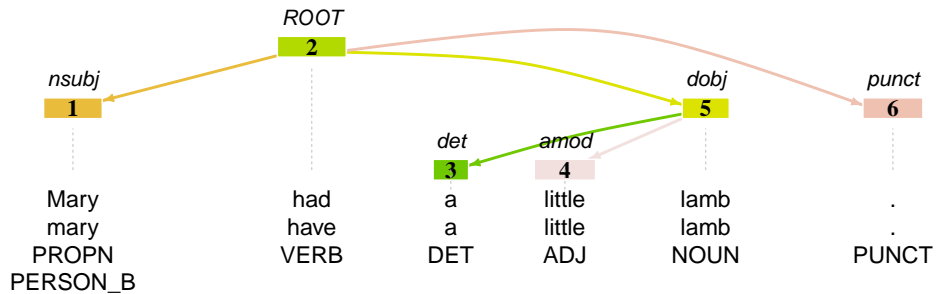 ROOT
2
nsubj dobj punct
1 5 6
det amod
3 4
Mary had a little lamb .
mary have a little lamb .
PROPN VERB DET ADJ NOUN PUNCT
PERSON_B